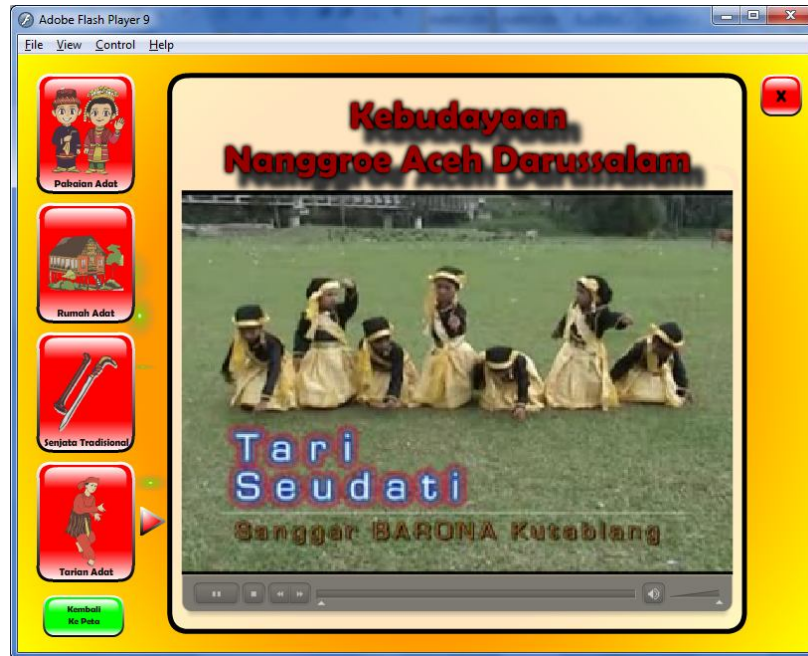 Adobe Flash Player 9
File View Control Help
Pakaian Adat
Rumah Adat
Senjata Tradisional
Tarian Adat
Kembali
Ke Peta
Kebudayaan
Nanggroe Aceh Darussalam
Tari
Seudati
Sanggar BARONA Kutablang
X